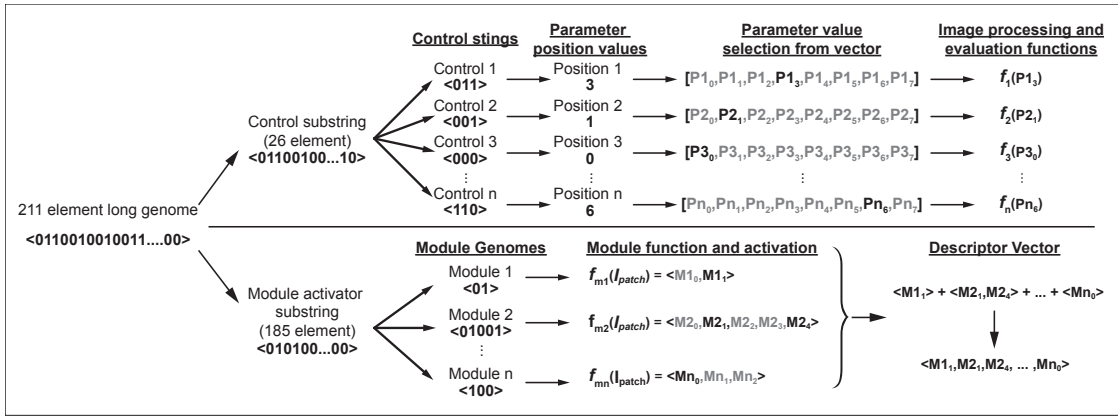 Control stings
Parameter
position values
Parameter value
selection from vector
Image processing and
evaluation functions
Control 1
<011>
Position 1
3
[P1₀,P1₁,P1₂,P1₃,P1₄,P1₅,P1₆,P1₇]
f₁(P1₃)
Control 2
<001>
Position 2
1
[P2₀,P2₁,P2₂,P2₃,P2₄,P2₅,P2₆,P2₇]
f₂(P2₁)
Control 3
<000>
Position 3
0
[P3₀,P3₁,P3₂,P3₃,P3₄,P3₅,P3₆,P3₇]
f₃(P3₀)
⋮
⋮
⋮
⋮
Control n
<110>
Position n
6
[Pn₀,Pn₁,Pn₂,Pn₃,Pn₄,Pn₅,Pn₆,Pn₇]
fₙ(Pn₆)
Control substring
(26 element)
<01100100...10>
211 element long genome
<0110010010011....00>
Module activator
substring
(185 element)
<010100...00>
Module Genomes
Module function and activation
Descriptor Vector
Module 1
<01>
fm1(Ipatch) = <M1₀,M1₁>
Module 2
<01001>
fm2(Ipatch) = <M2₀,M2₁,M2₂,M2₃,M2₄>
⋮
Module n
<100>
fmn(Ipatch) = <Mn₀,Mn₁,Mn₂>
<M1₁> + <M2₁,M2₄> + ... + <Mn₀>
<M1₁,M2₁,M2₄, ... ,Mn₀>